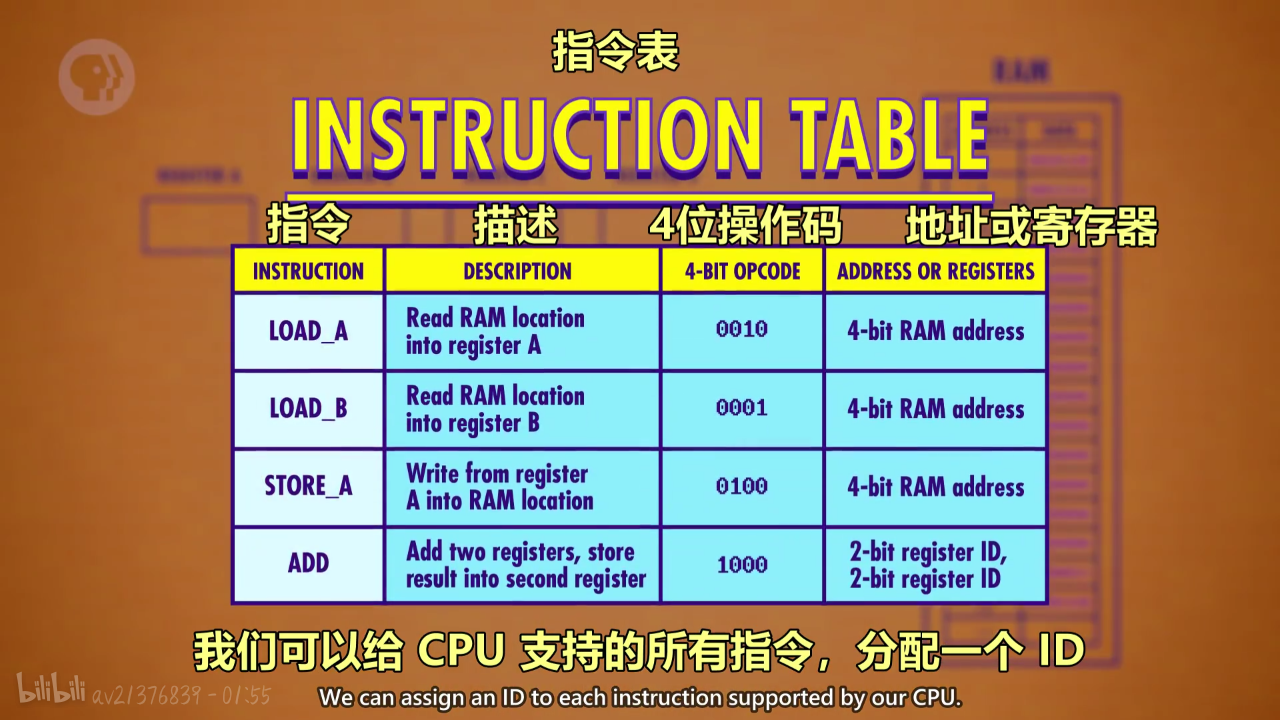 指令表
RAM
INSTRUCTION TABLE
指令 描述 4位操作码 地址或寄存器
INSTRUCTION DESCRIPTION 4-BIT OPCODE ADDRESS OR REGISTERS
LOAD_A Read RAM location into register A 0010 4-bit RAM address
LOAD_B Read RAM location into register B 0001 4-bit RAM address
STORE_A Write from register A into RAM location 0100 4-bit RAM address
ADD Add two registers, store result into second register 1000 2-bit register ID, 2-bit register ID
我们可以给 CPU 支持的所有指令，分配一个 ID
bilibili av21376839 - 01:55
We can assign an ID to each instruction supported by our CPU.